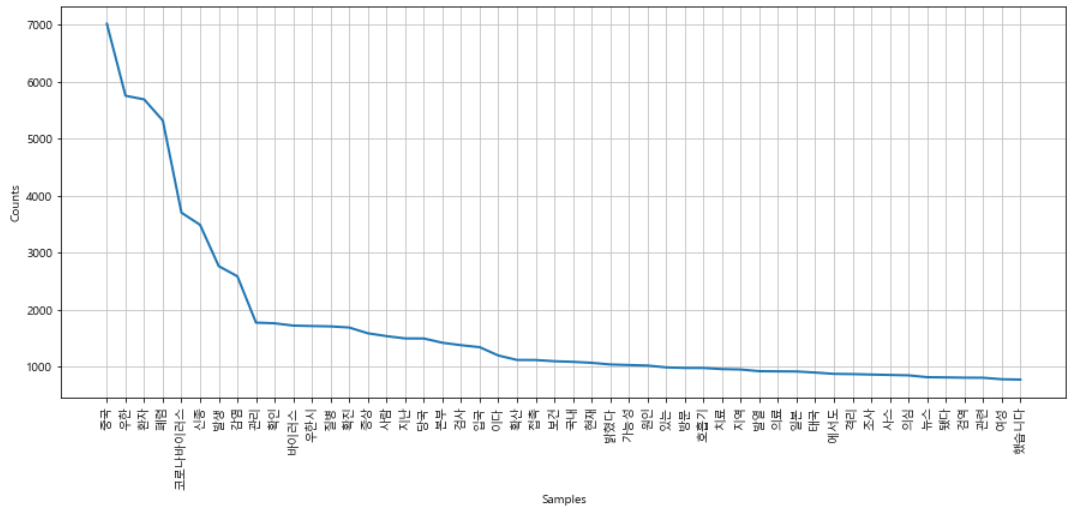 7000
6000
5000
4000
3000
2000
1000
Counts
중국
우한
환자
폐렴
코로나바이러스
신종
발생
감염
관리
확인
바이러스
우한시
질병
확진
증상
사람
지난
당국
본부
검사
입국
이다
확산
접촉
보건
국내
현재
밝혔다
가능성
원인
있는
방문
호흡기
치료
지역
발열
의료
일본
태국
에서도
격리
조사
사스
의심
뉴스
됐다
검역
관련
여성
했습니다
Samples